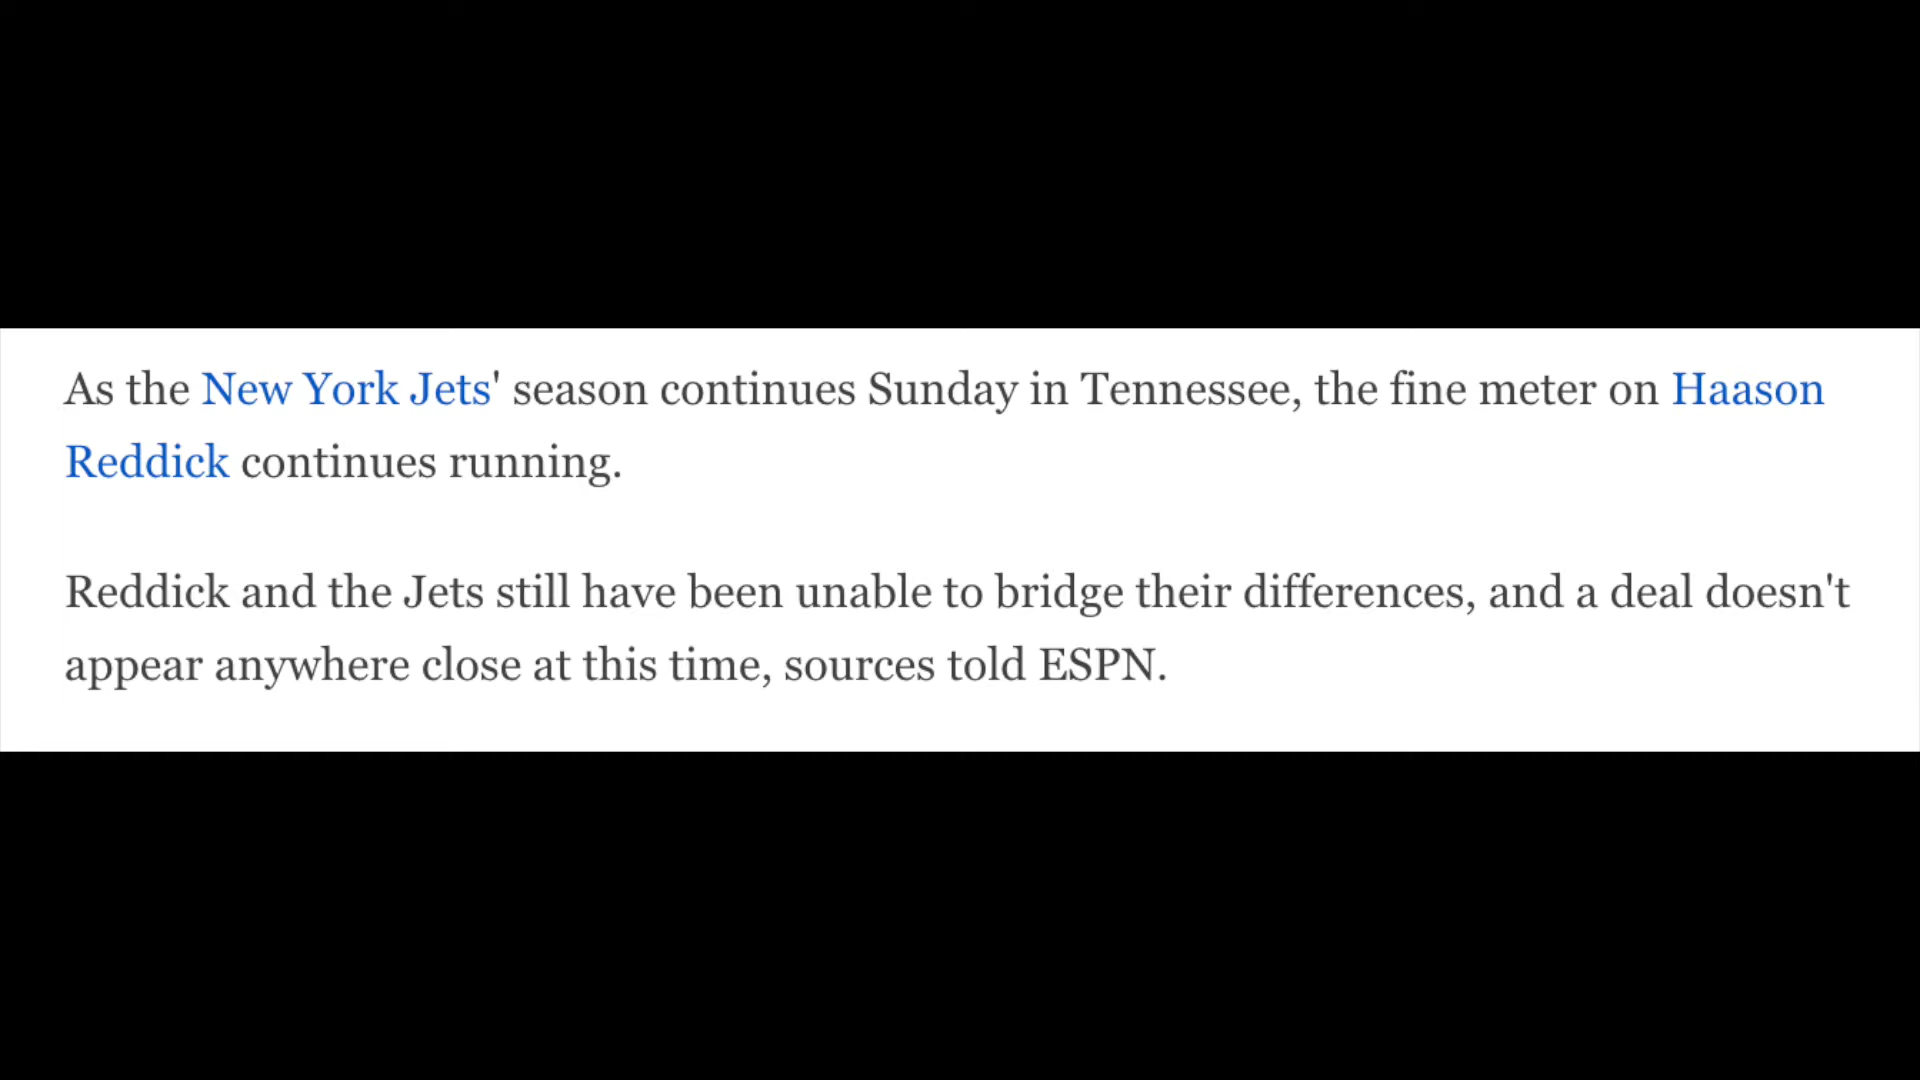 As the New York Jets' season continues Sunday in Tennessee, the fine meter on Haason
Reddick continues running.
Reddick and the Jets still have been unable to bridge their differences, and a deal doesn't
appear anywhere close at this time, sources told ESPN.